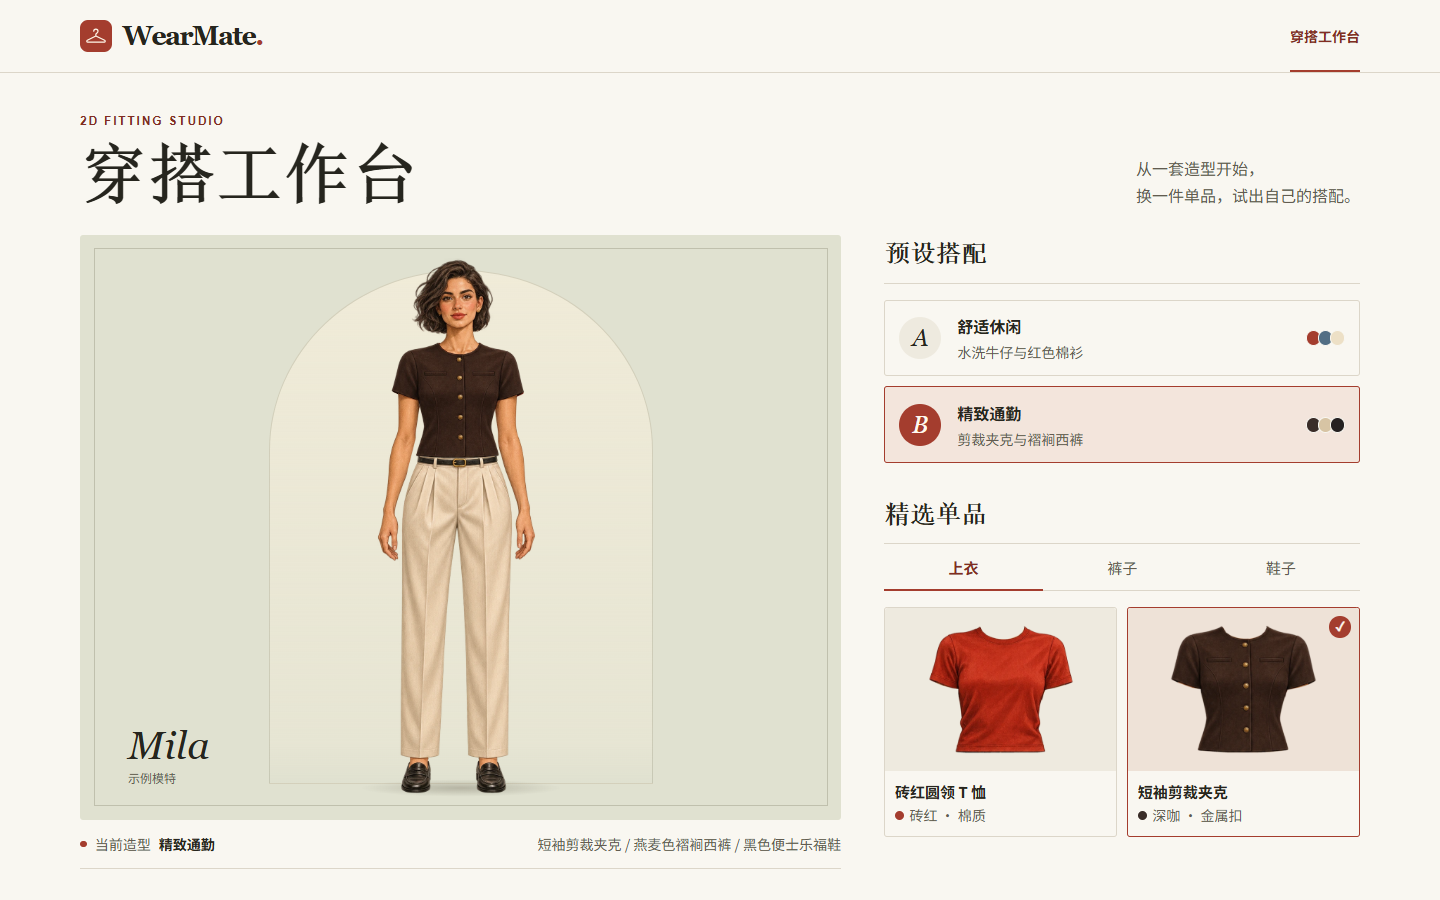 WearMate.
穿搭工作台
2D FITTING STUDIO
穿搭工作台
从一套造型开始，
换一件单品，试出自己的搭配。
Mila
示例模特
当前造型 精致通勤
短袖剪裁夹克 / 燕麦色褶裥西裤 / 黑色便士乐福鞋
预设搭配
A
舒适休闲
水洗牛仔与红色棉衫
B
精致通勤
剪裁夹克与褶裥西裤
精选单品
上衣
裤子
鞋子
砖红圆领 T 恤
砖红 · 棉质
短袖剪裁夹克
深咖 · 金属扣